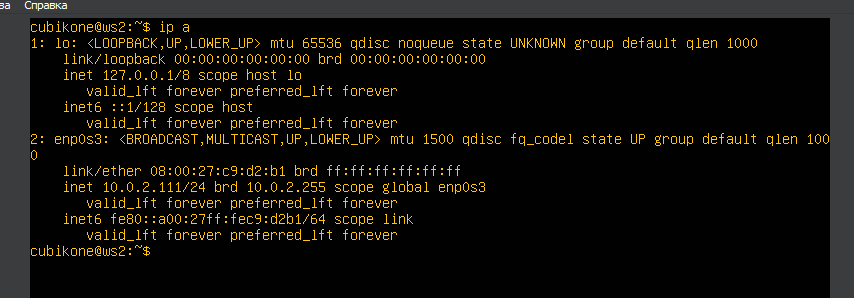 ва Справка
cubikone@ws2:~$ ip a
1: lo: <LOOPBACK,UP,LOWER_UP> mtu 65536 qdisc noqueue state UNKNOWN group default qlen 1000
    link/loopback 00:00:00:00:00:00 brd 00:00:00:00:00:00
    inet 127.0.0.1/8 scope host lo
       valid_lft forever preferred_lft forever
    inet6 ::1/128 scope host
       valid_lft forever preferred_lft forever
2: enp0s3: <BROADCAST,MULTICAST,UP,LOWER_UP> mtu 1500 qdisc fq_codel state UP group default qlen 100
0
    link/ether 08:00:27:c9:d2:b1 brd ff:ff:ff:ff:ff:ff
    inet 10.0.2.111/24 brd 10.0.2.255 scope global enp0s3
       valid_lft forever preferred_lft forever
    inet6 fe80::a00:27ff:fec9:d2b1/64 scope link
       valid_lft forever preferred_lft forever
cubikone@ws2:~$